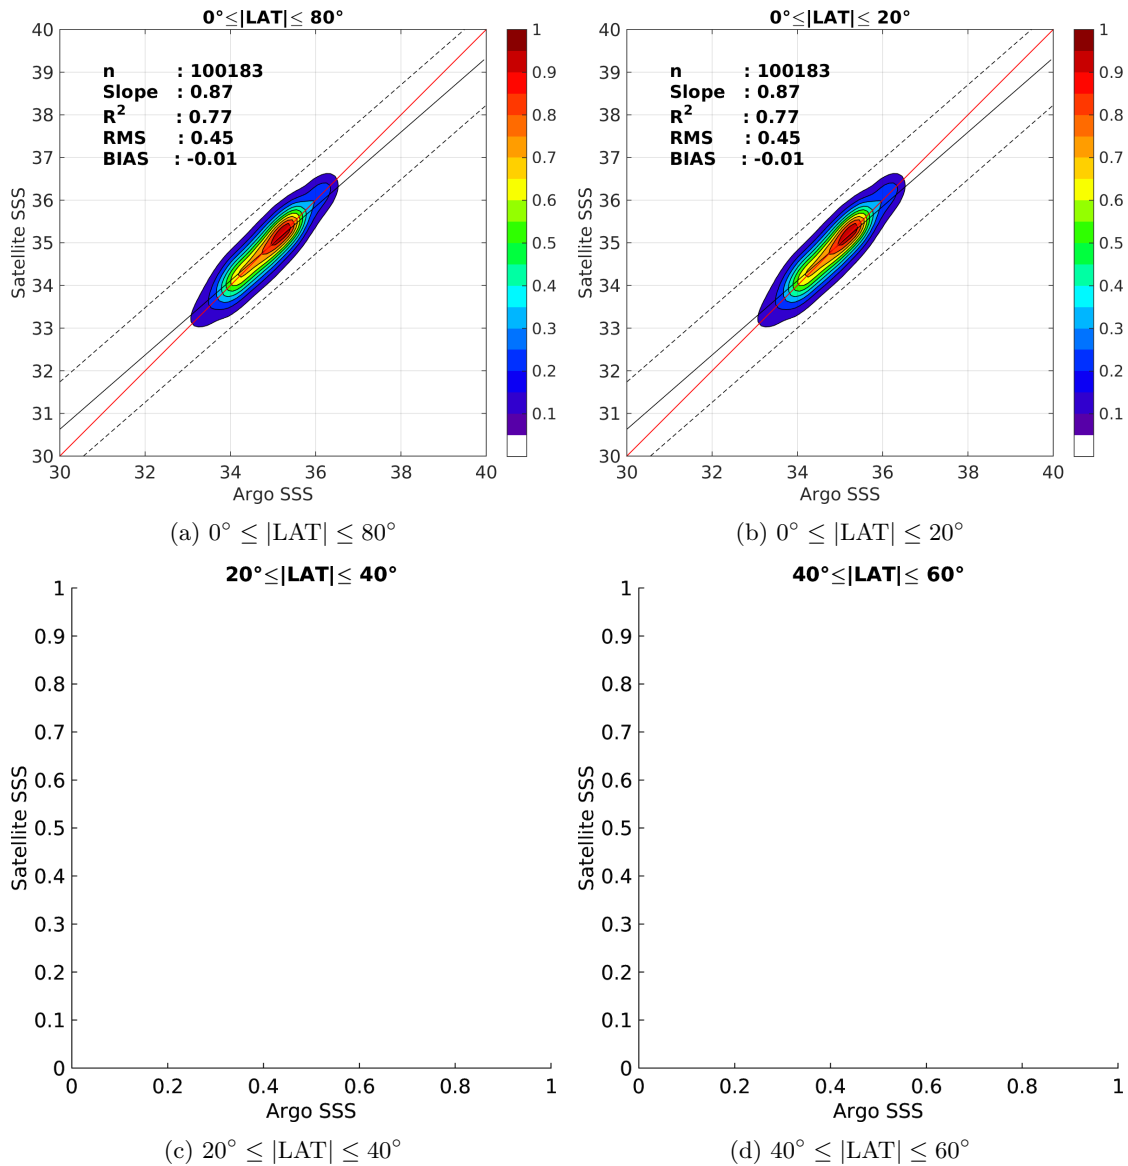 0°≤|LAT|≤ 80°
n : 100183
Slope : 0.87
R² : 0.77
RMS : 0.45
BIAS : -0.01
40
39
38
37
36
35
34
33
32
31
30
30 32 34 36 38 40
Satellite SSS
Argo SSS
1
0.9
0.8
0.7
0.6
0.5
0.4
0.3
0.2
0.1
(a) 0° ≤ |LAT| ≤ 80°
0°≤|LAT|≤ 20°
n : 100183
Slope : 0.87
R² : 0.77
RMS : 0.45
BIAS : -0.01
40
39
38
37
36
35
34
33
32
31
30
30 32 34 36 38 40
Satellite SSS
Argo SSS
1
0.9
0.8
0.7
0.6
0.5
0.4
0.3
0.2
0.1
(b) 0° ≤ |LAT| ≤ 20°
20°≤|LAT|≤ 40°
1
0.9
0.8
0.7
0.6
0.5
0.4
0.3
0.2
0.1
0
0 0.2 0.4 0.6 0.8 1
Satellite SSS
Argo SSS
(c) 20° ≤ |LAT| ≤ 40°
40°≤|LAT|≤ 60°
1
0.9
0.8
0.7
0.6
0.5
0.4
0.3
0.2
0.1
0
0 0.2 0.4 0.6 0.8 1
Satellite SSS
Argo SSS
(d) 40° ≤ |LAT| ≤ 60°